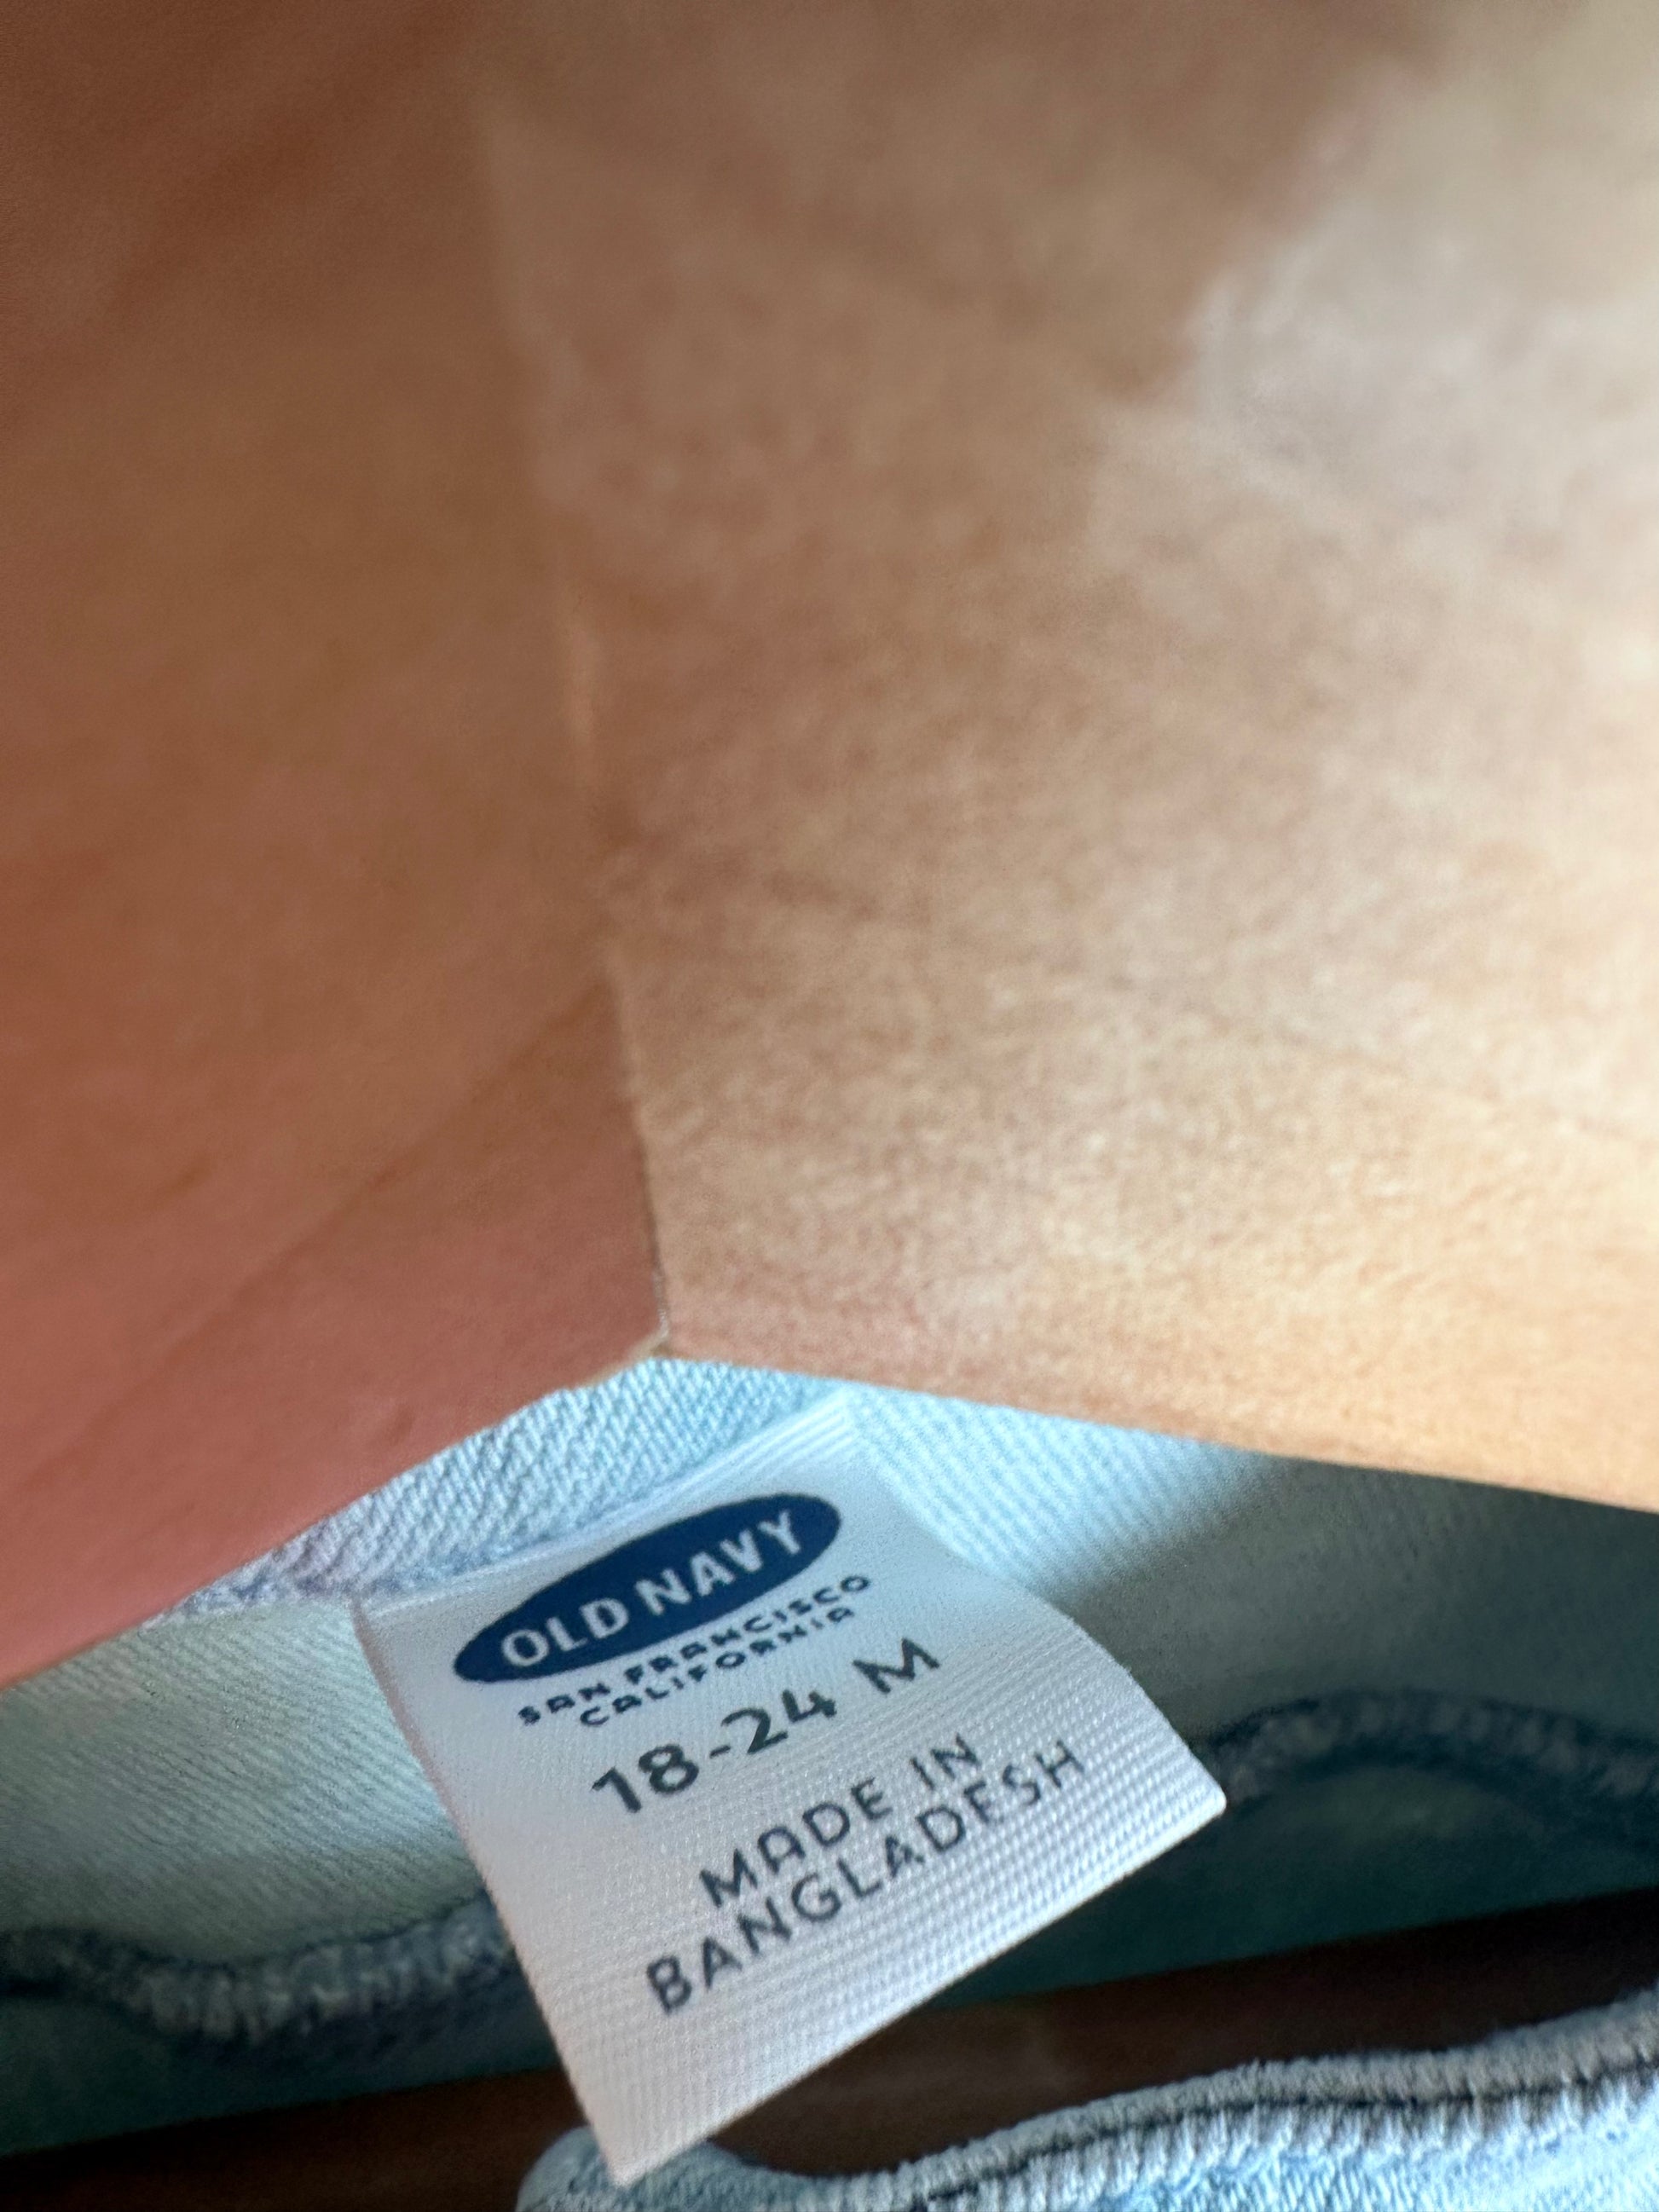 OLD NAVY
SAN FRANCISCO
CALIFORNIA
18-24 M
MADE IN
BANGLADESH